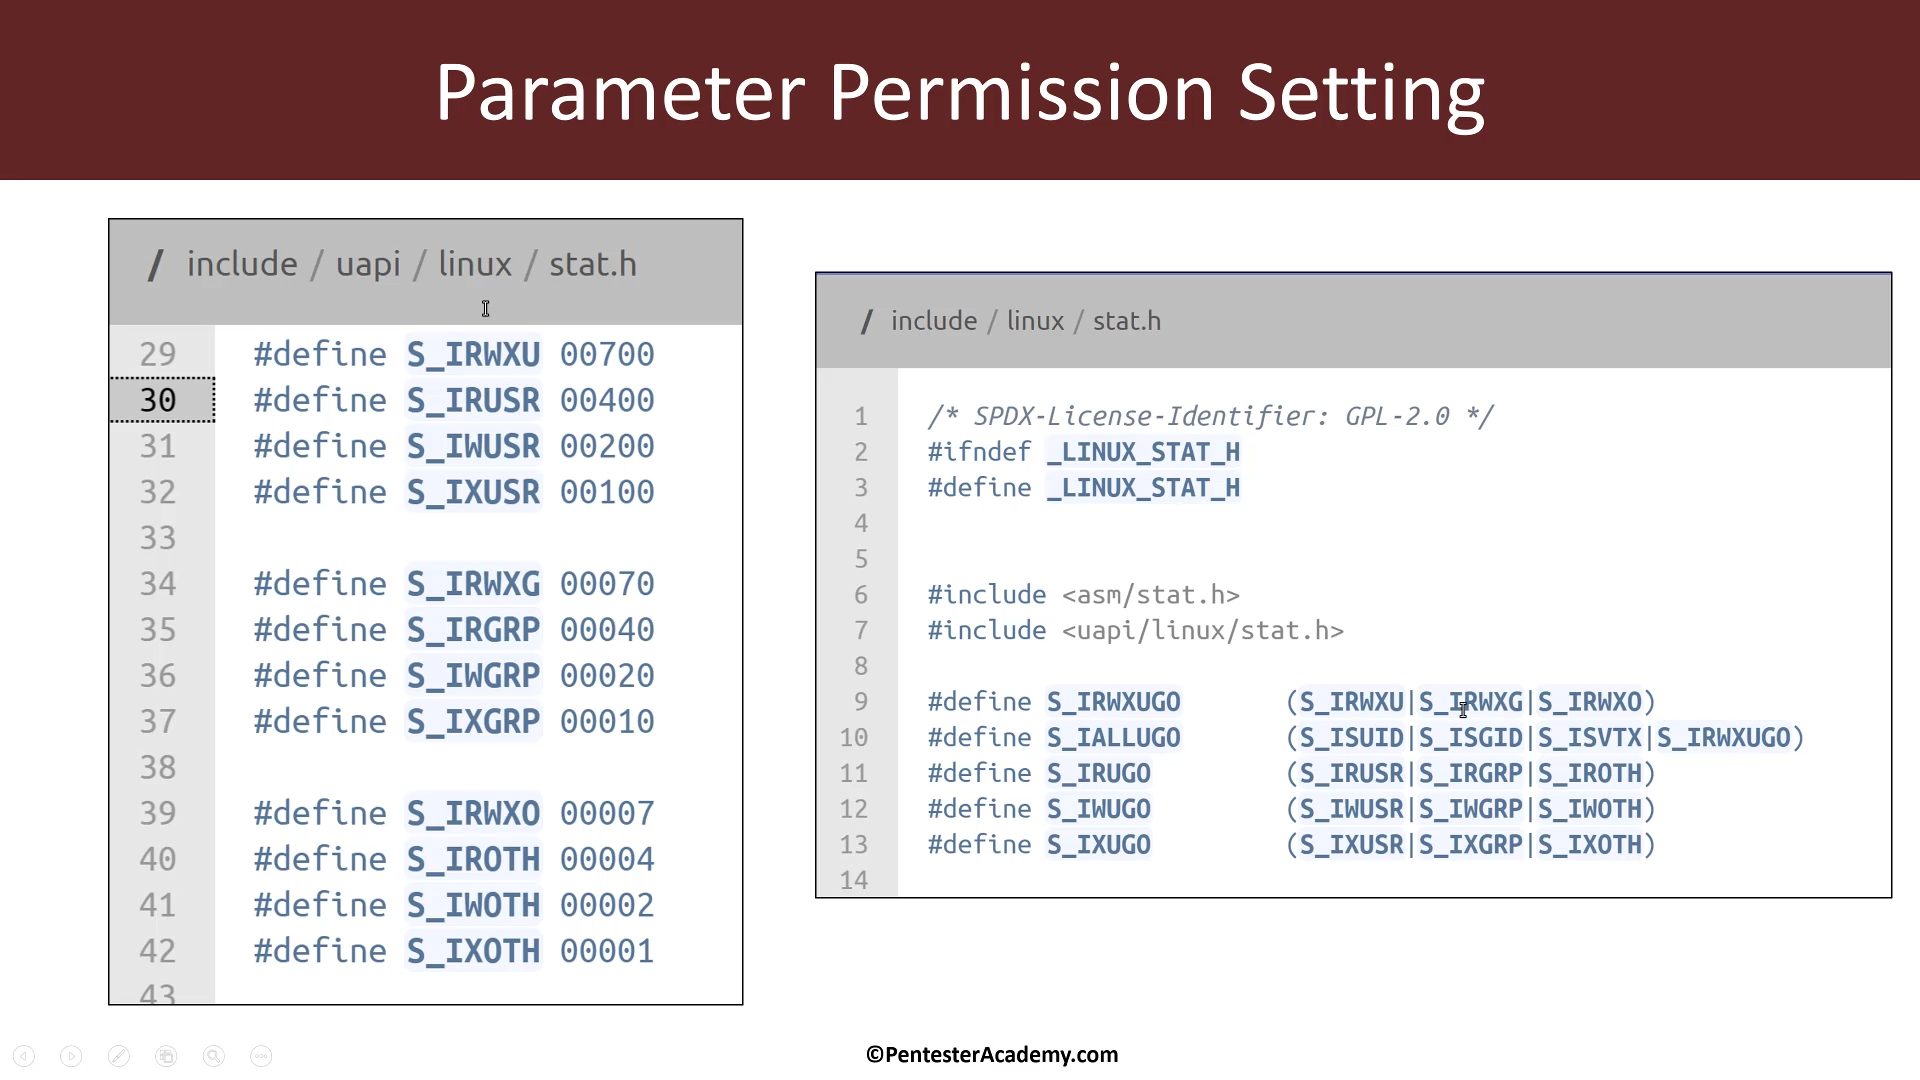 Parameter Permission Setting
/ include / uapi / linux / stat.h
29 #define S_IRWXU 00700
30 #define S_IRUSR 00400
31 #define S_IWUSR 00200
32 #define S_IXUSR 00100
33
34 #define S_IRWXG 00070
35 #define S_IRGRP 00040
36 #define S_IWGRP 00020
37 #define S_IXGRP 00010
38
39 #define S_IRWXO 00007
40 #define S_IROTH 00004
41 #define S_IWOTH 00002
42 #define S_IXOTH 00001
43
/ include / linux / stat.h
1 /* SPDX-License-Identifier: GPL-2.0 */
2 #ifndef _LINUX_STAT_H
3 #define _LINUX_STAT_H
4
5
6 #include <asm/stat.h>
7 #include <uapi/linux/stat.h>
8
9 #define S_IRWXUGO (S_IRWXU|S_IRWXG|S_IRWXO)
10 #define S_IALLUGO (S_ISUID|S_ISGID|S_ISVTX|S_IRWXUGO)
11 #define S_IRUGO (S_IRUSR|S_IRGRP|S_IROTH)
12 #define S_IWUGO (S_IWUSR|S_IWGRP|S_IWOTH)
13 #define S_IXUGO (S_IXUSR|S_IXGRP|S_IXOTH)
14
©PentesterAcademy.com